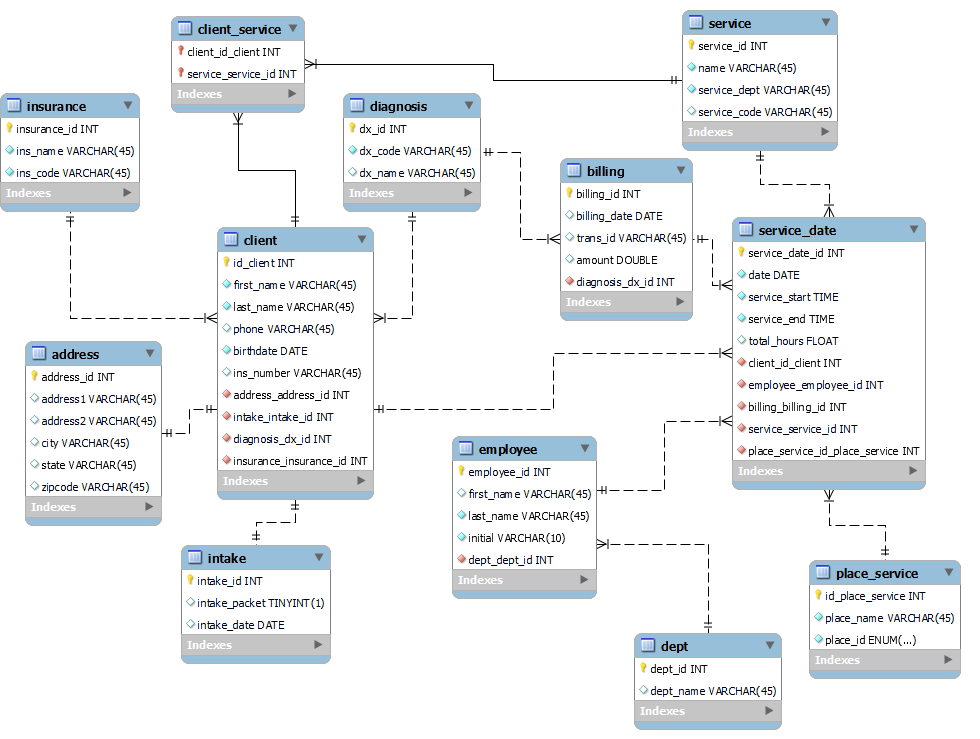 client_service
client_id_client INT
service_service_id INT
Indexes
service
service_id INT
name VARCHAR(45)
service_dept VARCHAR(45)
service_code VARCHAR(45)
Indexes
insurance
insurance_id INT
ins_name VARCHAR(45)
ins_code VARCHAR(45)
Indexes
diagnosis
dx_id INT
dx_code VARCHAR(45)
dx_name VARCHAR(45)
Indexes
billing
billing_id INT
billing_date DATE
trans_id VARCHAR(45)
amount DOUBLE
diagnosis_dx_id INT
Indexes
client
id_client INT
first_name VARCHAR(45)
last_name VARCHAR(45)
phone VARCHAR(45)
birthdate DATE
ins_number VARCHAR(45)
address_address_id INT
intake_intake_id INT
diagnosis_dx_id INT
insurance_insurance_id INT
Indexes
service_date
service_date_id INT
date DATE
service_start TIME
service_end TIME
total_hours FLOAT
client_id_client INT
employee_employee_id INT
billing_billing_id INT
service_service_id INT
place_service_id_place_service INT
Indexes
address
address_id INT
address1 VARCHAR(45)
address2 VARCHAR(45)
city VARCHAR(45)
state VARCHAR(45)
zipcode VARCHAR(45)
Indexes
employee
employee_id INT
first_name VARCHAR(45)
last_name VARCHAR(45)
initial VARCHAR(10)
dept_dept_id INT
Indexes
intake
intake_id INT
intake_packet TINYINT(1)
intake_date DATE
Indexes
place_service
id_place_service INT
place_name VARCHAR(45)
place_id ENUM(...)
Indexes
dept
dept_id INT
dept_name VARCHAR(45)
Indexes